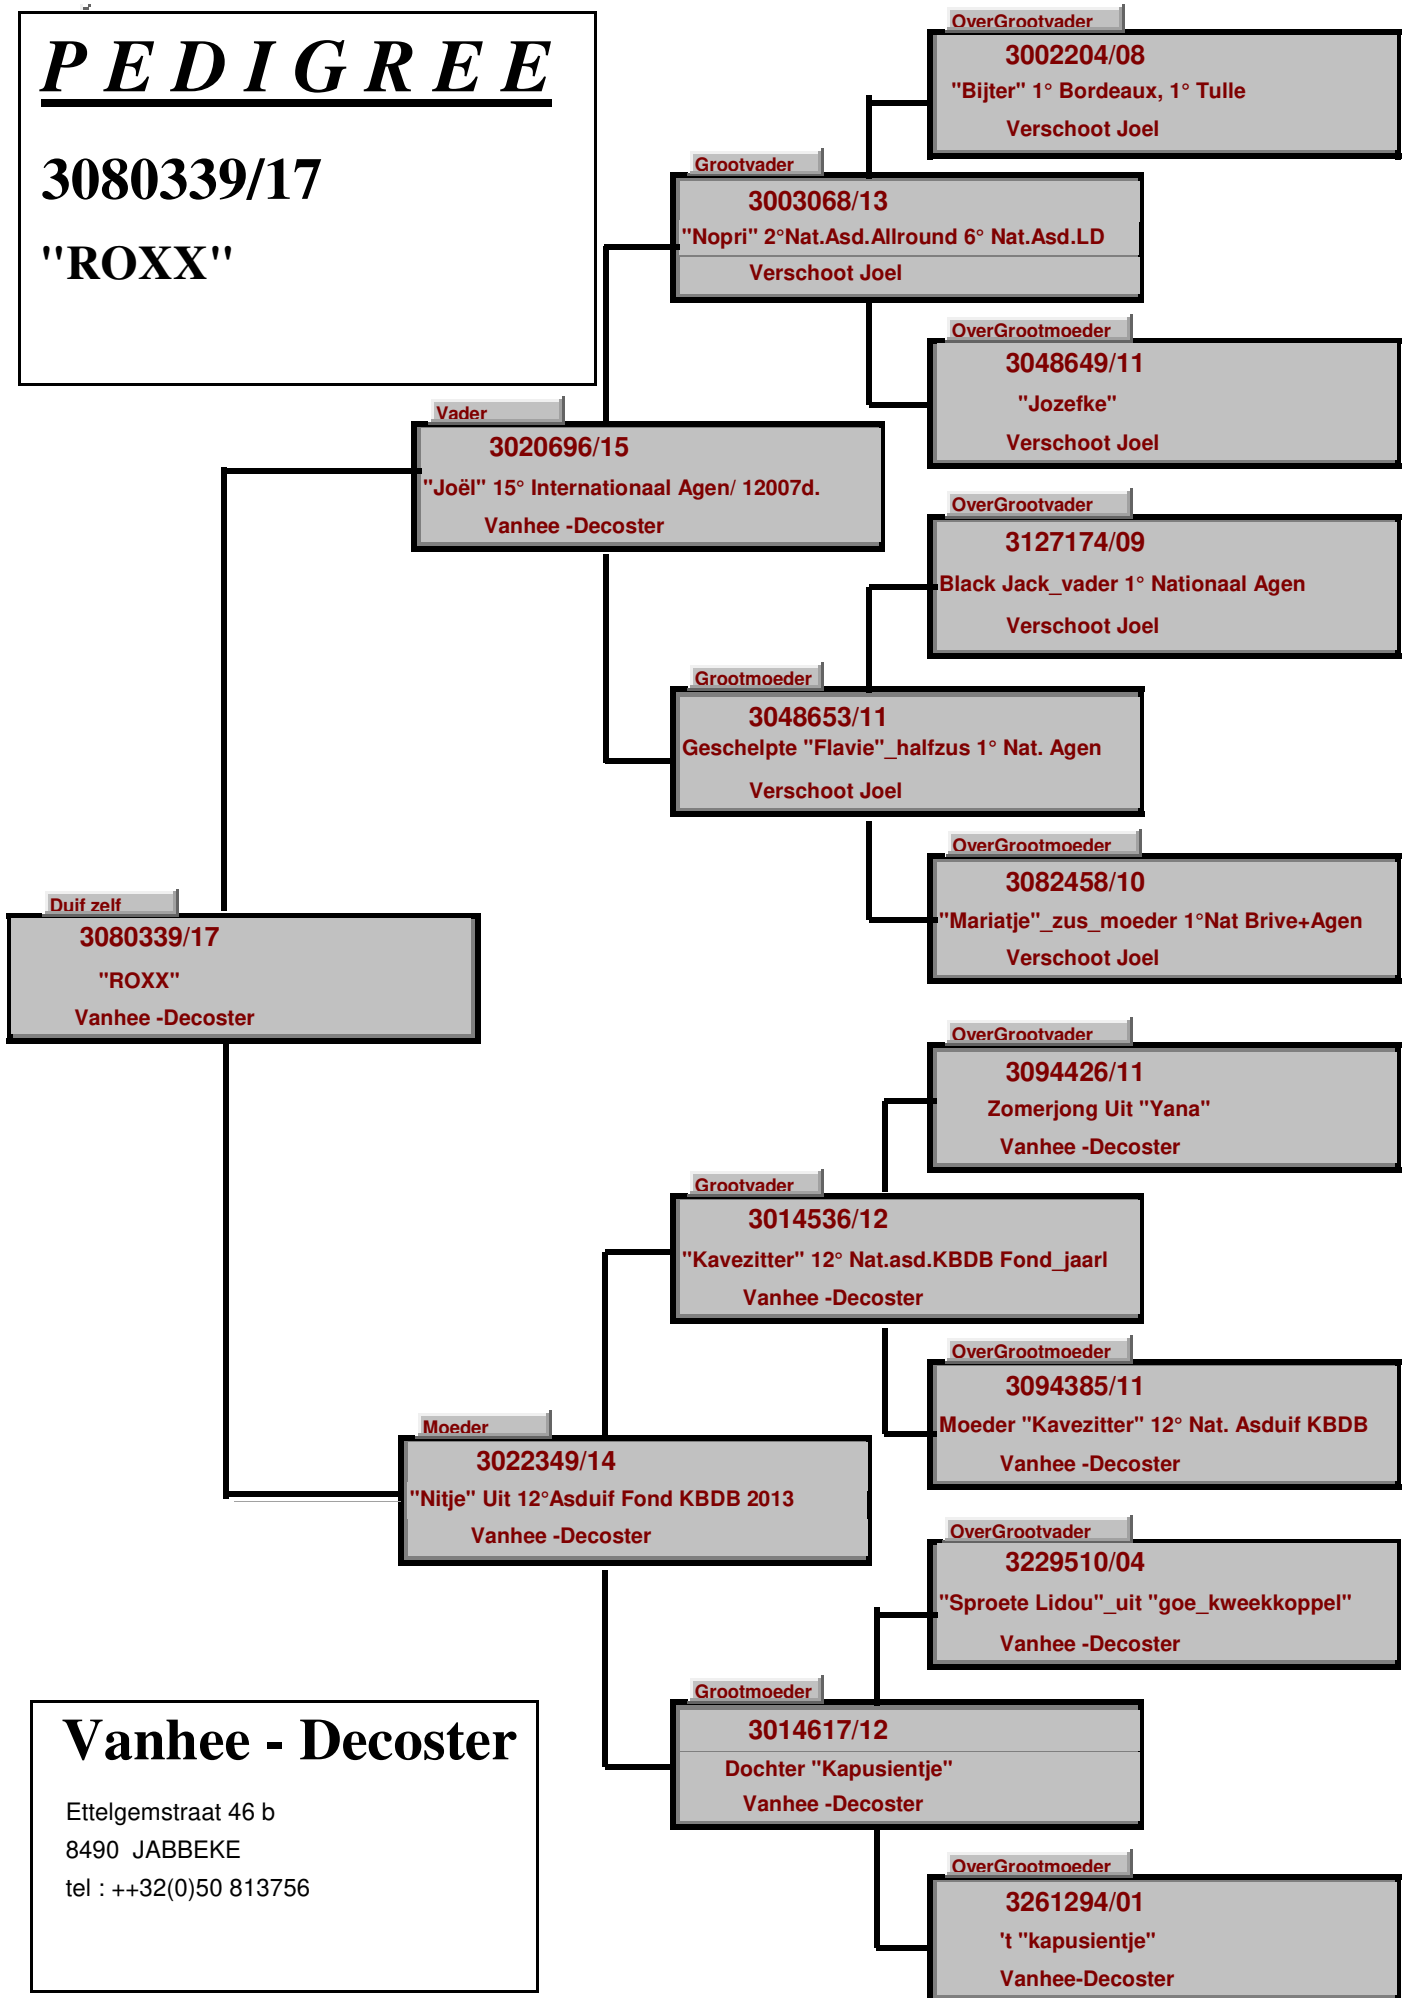 P E D I G R E E
3080339/17
"ROXX"
OverGrootvader
3002204/08
"Bijter" 1° Bordeaux, 1° Tulle
Verschoot Joel
Grootvader
3003068/13
"Nopri" 2°Nat.Asd.Allround 6° Nat.Asd.LD
Verschoot Joel
OverGrootmoeder
3048649/11
"Jozefke"
Verschoot Joel
Vader
3020696/15
"Joël" 15° Internationaal Agen/ 12007d.
Vanhee -Decoster
OverGrootvader
3127174/09
Black Jack_vader 1° Nationaal Agen
Verschoot Joel
Grootmoeder
3048653/11
Geschelpte "Flavie"_halfzus 1° Nat. Agen
Verschoot Joel
OverGrootmoeder
3082458/10
"Mariatje"_zus_moeder 1°Nat Brive+Agen
Verschoot Joel
Duif zelf
3080339/17
"ROXX"
Vanhee -Decoster
OverGrootvader
3094426/11
Zomerjong Uit "Yana"
Vanhee -Decoster
Grootvader
3014536/12
"Kavezitter" 12° Nat.asd.KBDB Fond_jaarl
Vanhee -Decoster
OverGrootmoeder
3094385/11
Moeder "Kavezitter" 12° Nat. Asduif KBDB
Vanhee -Decoster
Moeder
3022349/14
"Nitje" Uit 12°Asduif Fond KBDB 2013
Vanhee -Decoster
OverGrootvader
3229510/04
"Sproete Lidou"_uit "goe_kweekkoppel"
Vanhee -Decoster
Grootmoeder
3014617/12
Dochter "Kapusientje"
Vanhee -Decoster
OverGrootmoeder
3261294/01
't "kapusientje"
Vanhee-Decoster
Vanhee - Decoster
Ettelgemstraat 46 b
8490 JABBEKE
tel : ++32(0)50 813756